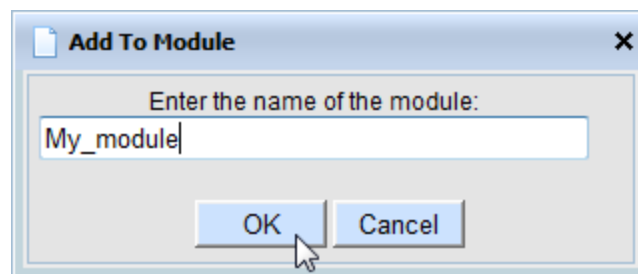 Add To Module
Enter the name of the module:
My_module
OK Cancel